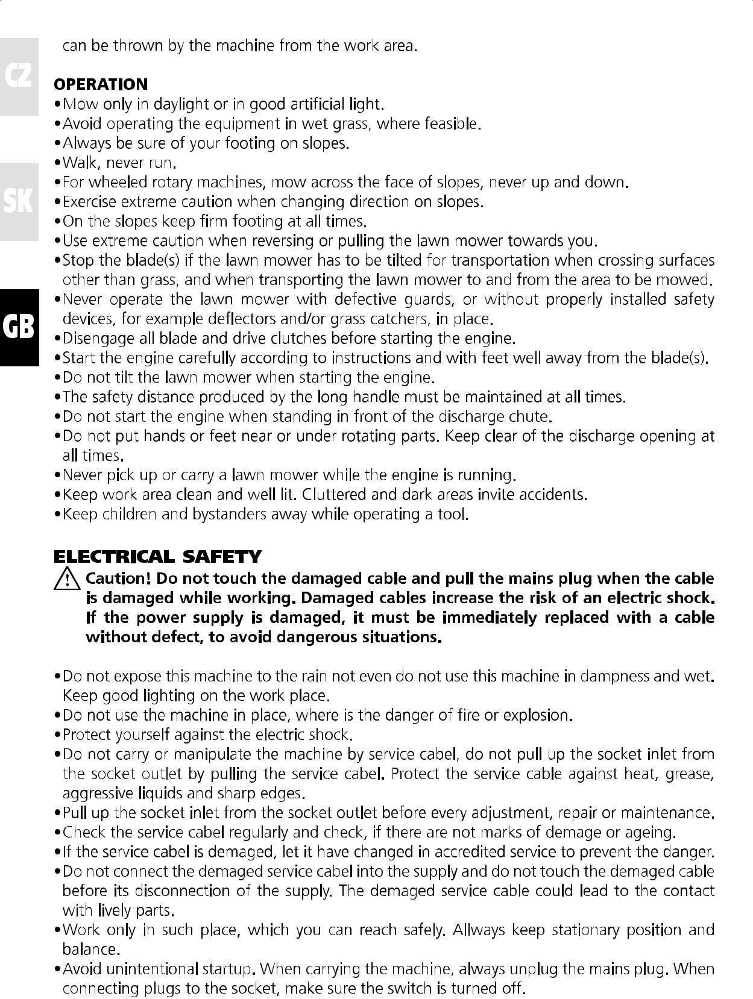 can be thrown by the machine from the work area.
CZ
OPERATION
•Mow only in daylight or in good artificial light.
•Avoid operating the equipment in wet grass, where feasible.
•Always be sure of your footing on slopes.
•Walk, never run.
•For wheeled rotary machines, mow across the face of slopes, never up and down.
SK
•Exercise extreme caution when changing direction on slopes.
•On the slopes keep firm footing at all times.
•Use extreme caution when reversing or pulling the lawn mower towards you.
•Stop the blade(s) if the lawn mower has to be tilted for transportation when crossing surfaces
other than grass, and when transporting the lawn mower to and from the area to be mowed.
•Never operate the lawn mower with defective guards, or without properly installed safety
devices, for example deflectors and/or grass catchers, in place.
GB
•Disengage all blade and drive clutches before starting the engine.
•Start the engine carefully according to instructions and with feet well away from the blade(s).
•Do not tilt the lawn mower when starting the engine.
•The safety distance produced by the long handle must be maintained at all times.
•Do not start the engine when standing in front of the discharge chute.
•Do not put hands or feet near or under rotating parts. Keep clear of the discharge opening at
all times.
•Never pick up or carry a lawn mower while the engine is running.
•Keep work area clean and well lit. Cluttered and dark areas invite accidents.
•Keep children and bystanders away while operating a tool.
ELECTRICAL SAFETY
Caution! Do not touch the damaged cable and pull the mains plug when the cable
is damaged while working. Damaged cables increase the risk of an electric shock.
If the power supply is damaged, it must be immediately replaced with a cable
without defect, to avoid dangerous situations.
•Do not expose this machine to the rain not even do not use this machine in dampness and wet.
Keep good lighting on the work place.
•Do not use the machine in place, where is the danger of fire or explosion.
•Protect yourself against the electric shock.
•Do not carry or manipulate the machine by service cabel, do not pull up the socket inlet from
the socket outlet by pulling the service cabel. Protect the service cable against heat, grease,
aggressive liquids and sharp edges.
•Pull up the socket inlet from the socket outlet before every adjustment, repair or maintenance.
•Check the service cabel regularly and check, if there are not marks of demage or ageing.
•If the service cabel is demaged, let it have changed in accredited service to prevent the danger.
•Do not connect the demaged service cabel into the supply and do not touch the demaged cable
before its disconnection of the supply. The demaged service cable could lead to the contact
with lively parts.
•Work only in such place, which you can reach safely. Allways keep stationary position and
balance.
•Avoid unintentional startup. When carrying the machine, always unplug the mains plug. When
connecting plugs to the socket, make sure the switch is turned off.